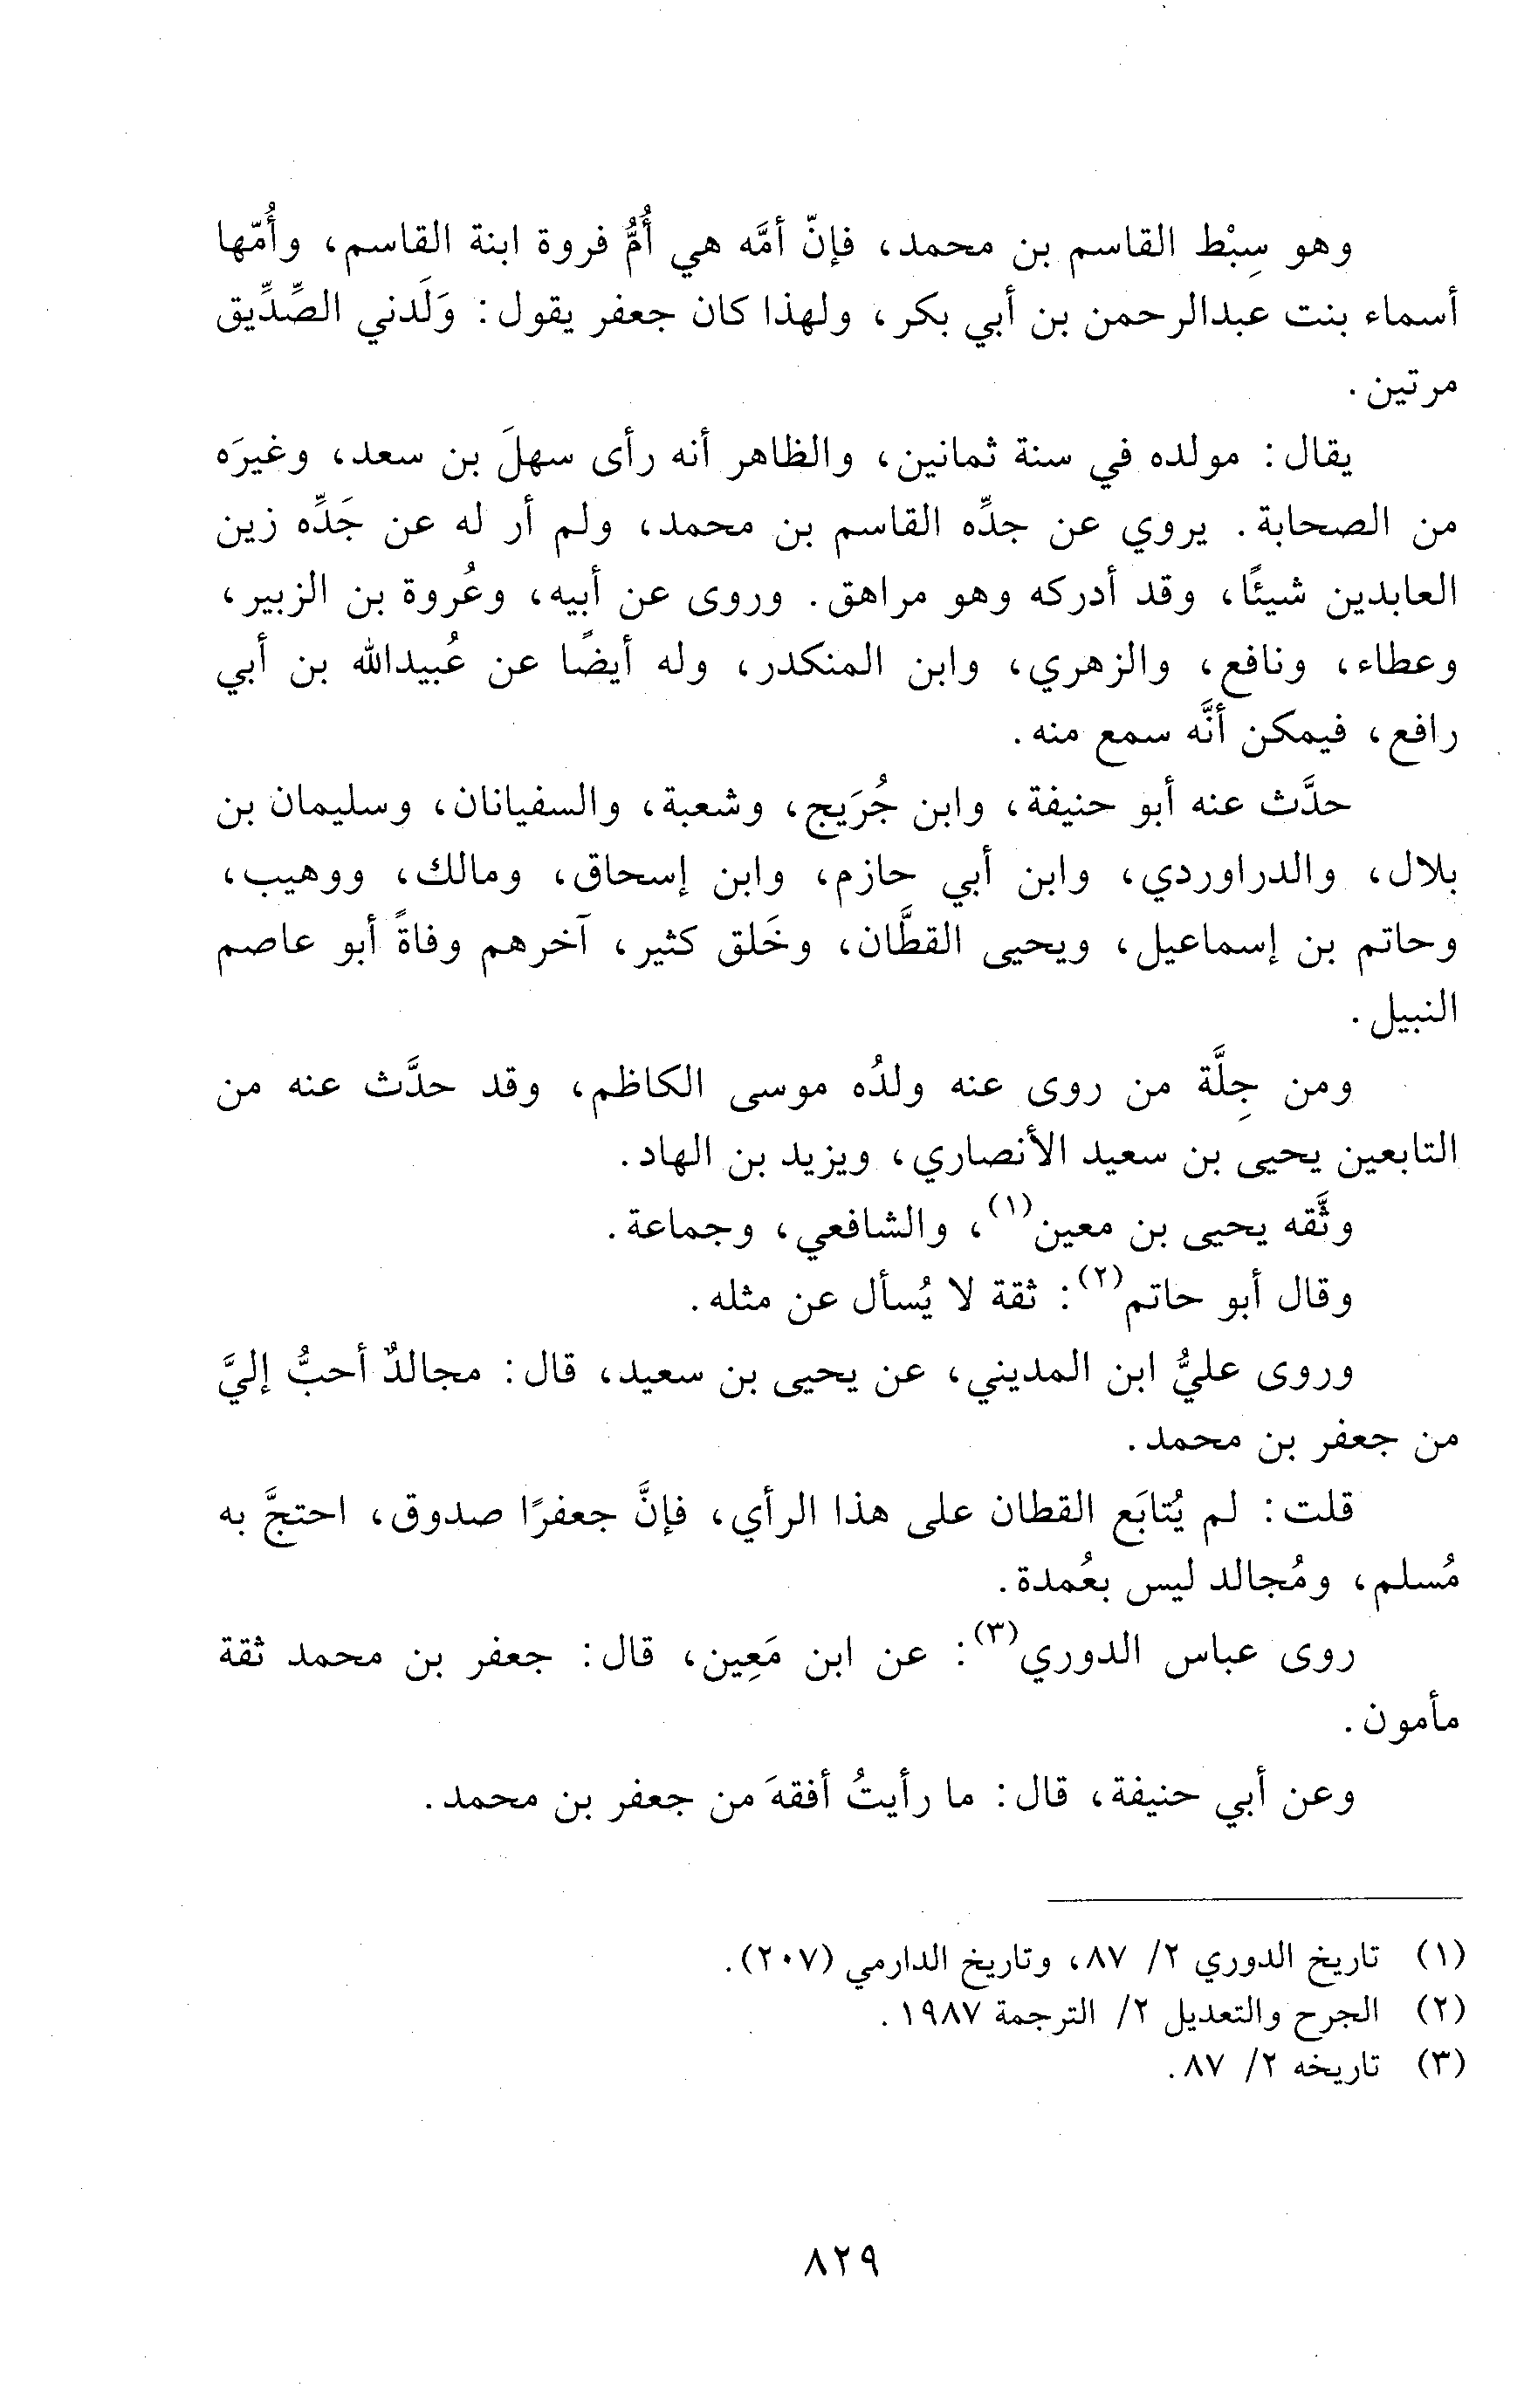 وهو سِبْط القاسم بن محمد، فإنّ أمَّه هي أُمُّ فروة ابنة القاسم، وأُمّها
أسماء بنت عبدالرحمن بن أبي بكر، ولهذا كان جعفر يقول: وَلَدني الصِّدِّيق
مرتين.
يقال: مولده في سنة ثمانين، والظاهر أنه رأى سهلَ بن سعد، وغيرَه
من الصحابة. يروي عن جدِّه القاسم بن محمد، ولم أر له عن جَدِّه زين
العابدين شيئًا، وقد أدركه وهو مراهق. وروى عن أبيه، وعُروة بن الزبير،
وعطاء، ونافع، والزهري، وابن المنكدر، وله أيضًا عن عُبيدالله بن أبي
رافع، فيمكن أنَّه سمع منه.
حدَّث عنه أبو حنيفة، وابن جُرَيج، وشعبة، والسفيانان، وسليمان بن
بلال، والدراوردي، وابن أبي حازم، وابن إسحاق، ومالك، ووهيب،
وحاتم بن إسماعيل، ويحيى القطَّان، وخَلق كثير، آخرهم وفاةً أبو عاصم
النبيل.
ومن جِلَّة من روى عنه ولدُه موسى الكاظم، وقد حدَّث عنه من
التابعين يحيى بن سعيد الأنصاري، ويزيد بن الهاد.
وثَّقه يحيى بن معين(١)، والشافعي، وجماعة.
وقال أبو حاتم(٢): ثقة لا يُسأل عن مثله.
وروى عليُّ ابن المديني، عن يحيى بن سعيد، قال: مجالدٌ أحبُّ إليَّ
من جعفر بن محمد.
قلت: لم يُتابَع القطان على هذا الرأي، فإنَّ جعفرًا صدوق، احتجَّ به
مُسلم، ومُجالد ليس بعُمدة.
روى عباس الدوري(٣): عن ابن مَعِين، قال: جعفر بن محمد ثقة
مأمون.
وعن أبي حنيفة، قال: ما رأيتُ أفقهَ من جعفر بن محمد.
(١) تاريخ الدوري ٢/ ٨٧، وتاريخ الدارمي (٢٠٧).
(٢) الجرح والتعديل ٢/ الترجمة ١٩٨٧.
(٣) تاريخه ٢/ ٨٧.
٨٢٩